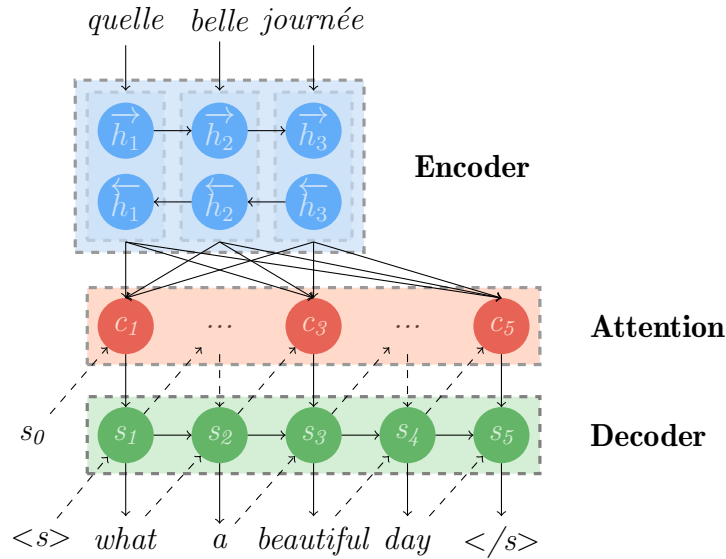 quelle belle journée
h₁ h₂ h₃
Encoder
h₁ h₂ h₃
c₁ ... c₃ ... c₅
Attention
s₀
s₁ s₂ s₃ s₄ s₅
Decoder
<s> what a beautiful day </s>